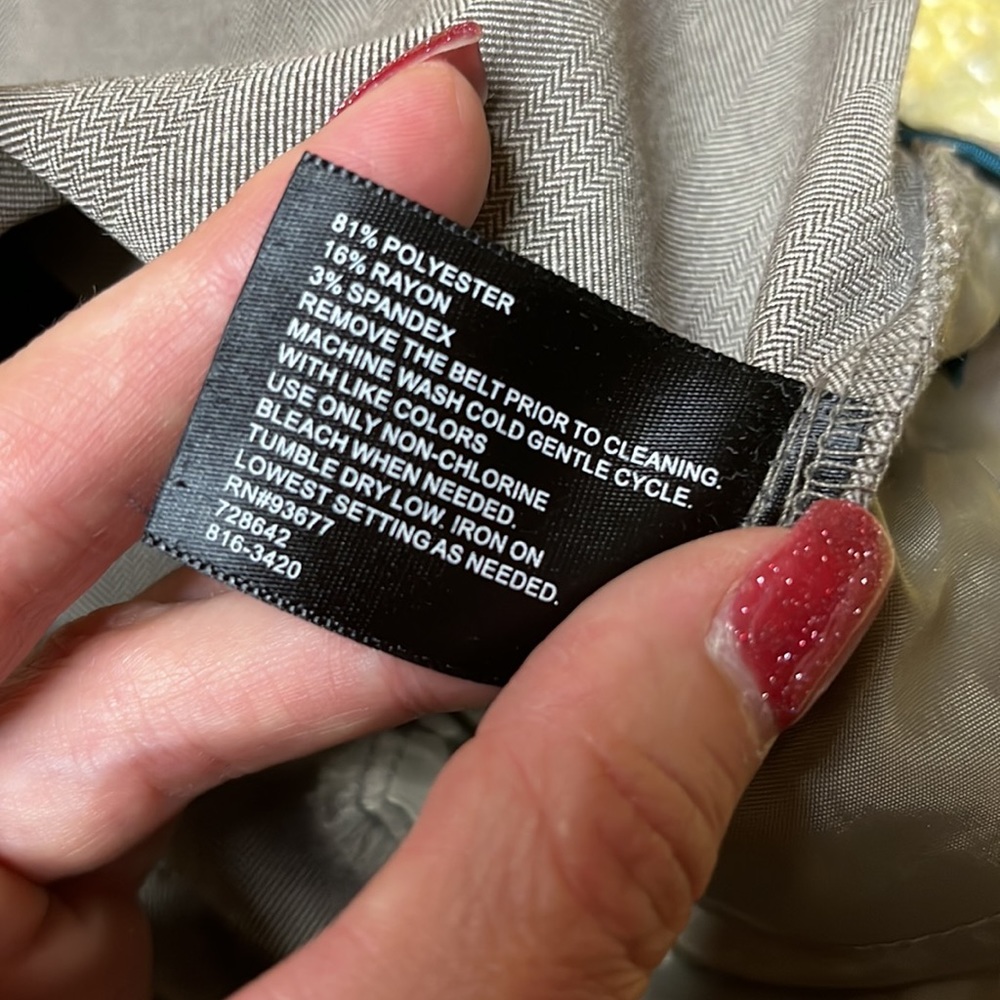 81% POLYESTER
16% RAYON
3% SPANDEX
REMOVE THE BELT PRIOR TO CLEANING.
MACHINE WASH COLD GENTLE CYCLE.
WITH LIKE COLORS
USE ONLY NON-CHLORINE
BLEACH WHEN NEEDED.
TUMBLE DRY LOW. IRON ON
LOWEST SETTING AS NEEDED.
RN#93677
728642
816-3420